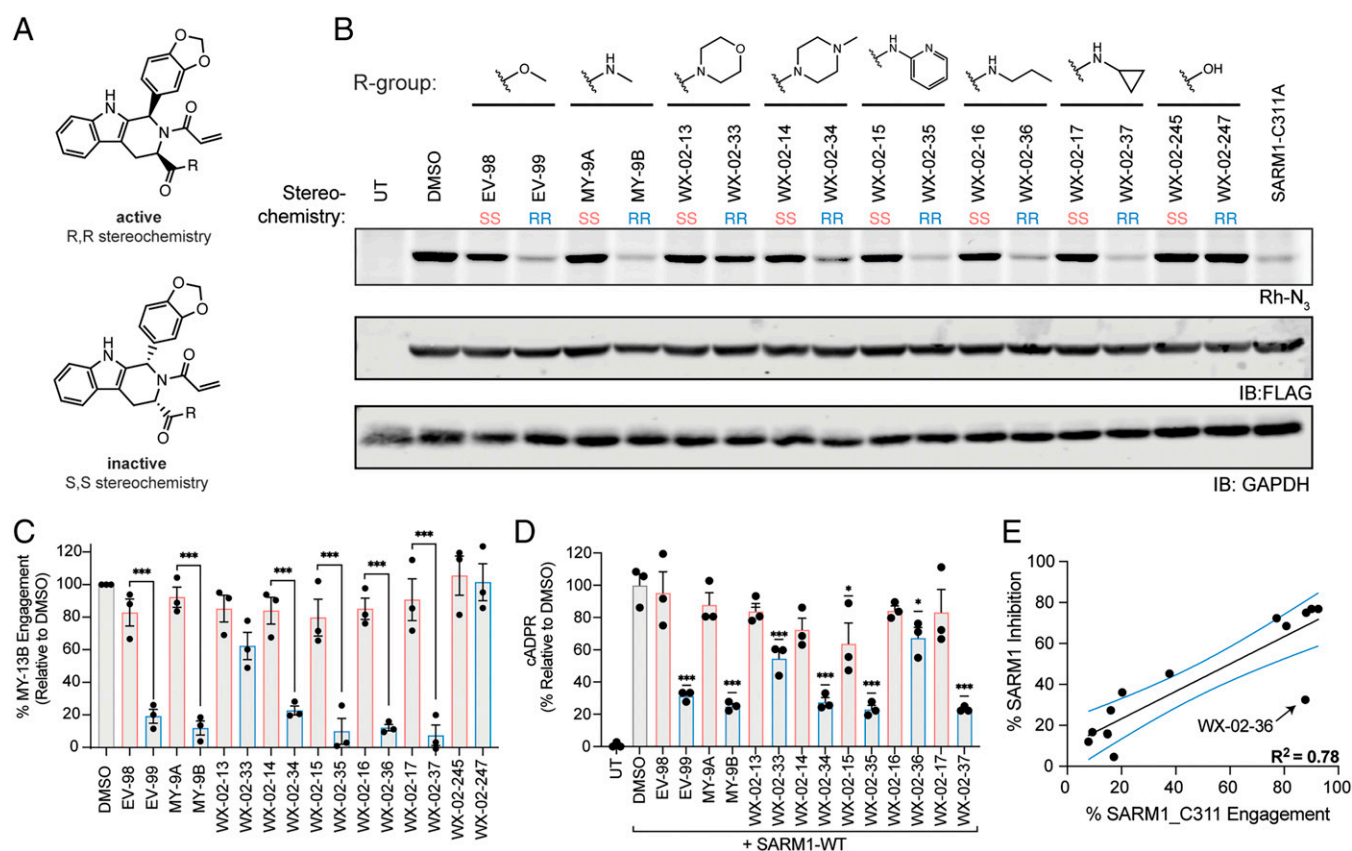 A
HN
O
O
N
O
R
O
active
R,R stereochemistry
HN
O
O
N
O
R
O
inactive
S,S stereochemistry
B
R-group:
O
H
N
N
O
N
N
H
N
N
H
N
H
N
OH
UT
DMSO
EV-98
EV-99
MY-9A
MY-9B
WX-02-13
WX-02-33
WX-02-14
WX-02-34
WX-02-15
WX-02-35
WX-02-16
WX-02-36
WX-02-17
WX-02-37
WX-02-245
WX-02-247
SARM1-C311A
Stereo-
chemistry:
SS RR SS RR SS RR SS RR SS RR SS RR SS RR SS RR
Rh-N3
IB:FLAG
IB: GAPDH
C
% MY-13B Engagement
(Relative to DMSO)
120
100
80
60
40
20
0
*** *** *** *** *** ***
DMSO
EV-98
EV-99
MY-9A
MY-9B
WX-02-13
WX-02-33
WX-02-14
WX-02-34
WX-02-15
WX-02-35
WX-02-16
WX-02-36
WX-02-17
WX-02-37
WX-02-245
WX-02-247
D
cADPR
(% Relative to DMSO)
120
100
80
60
40
20
0
*** *** *** *** * *** * ***
UT
DMSO
EV-98
EV-99
MY-9A
MY-9B
WX-02-13
WX-02-33
WX-02-14
WX-02-34
WX-02-15
WX-02-35
WX-02-16
WX-02-36
WX-02-17
WX-02-37
+ SARM1-WT
E
% SARM1 Inhibition
100
80
60
40
20
0
WX-02-36
R2 = 0.78
0 20 40 60 80 100
% SARM1_C311 Engagement